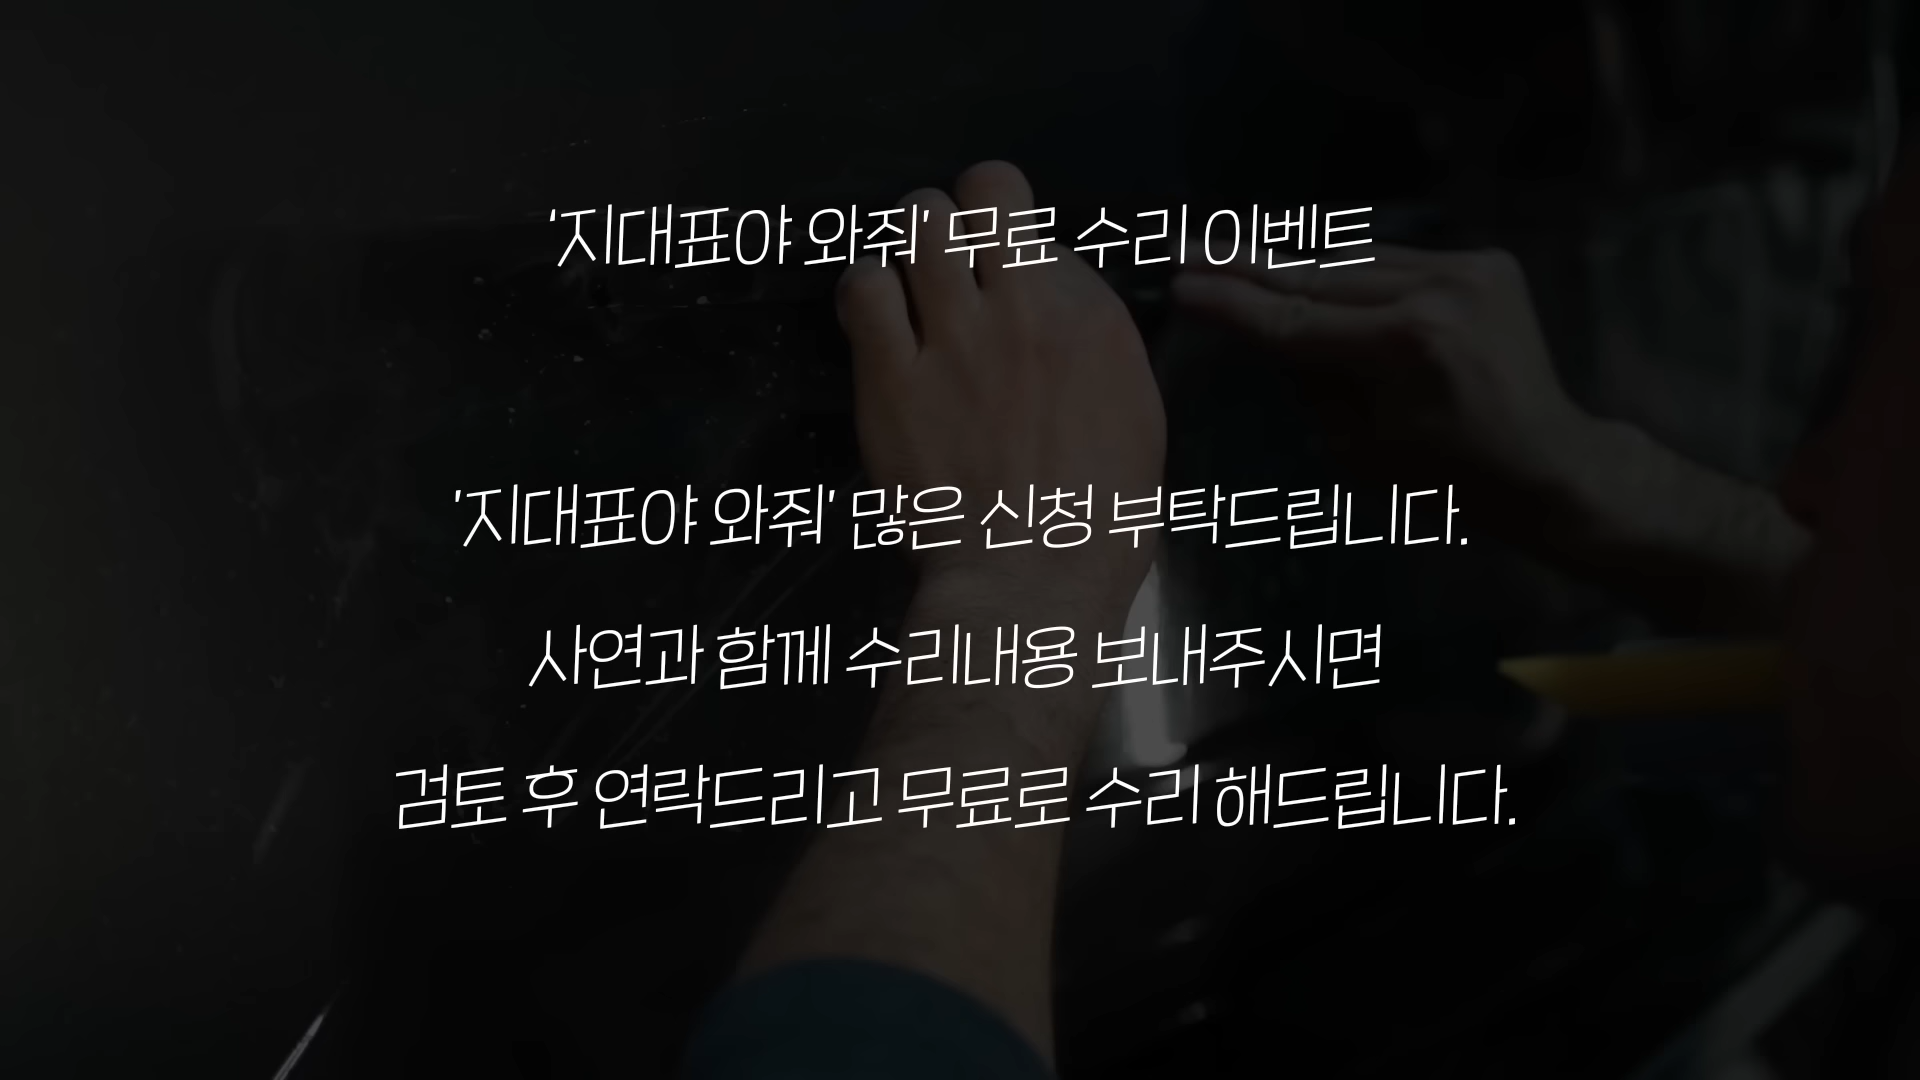 ‘지대표야 와줘’ 무료 수리 이벤트
’지대표야 와줘’ 많은 신청 부탁드립니다.
사연과 함께 수리내용 보내주시면
검토 후 연락드리고 무료로 수리 해드립니다.